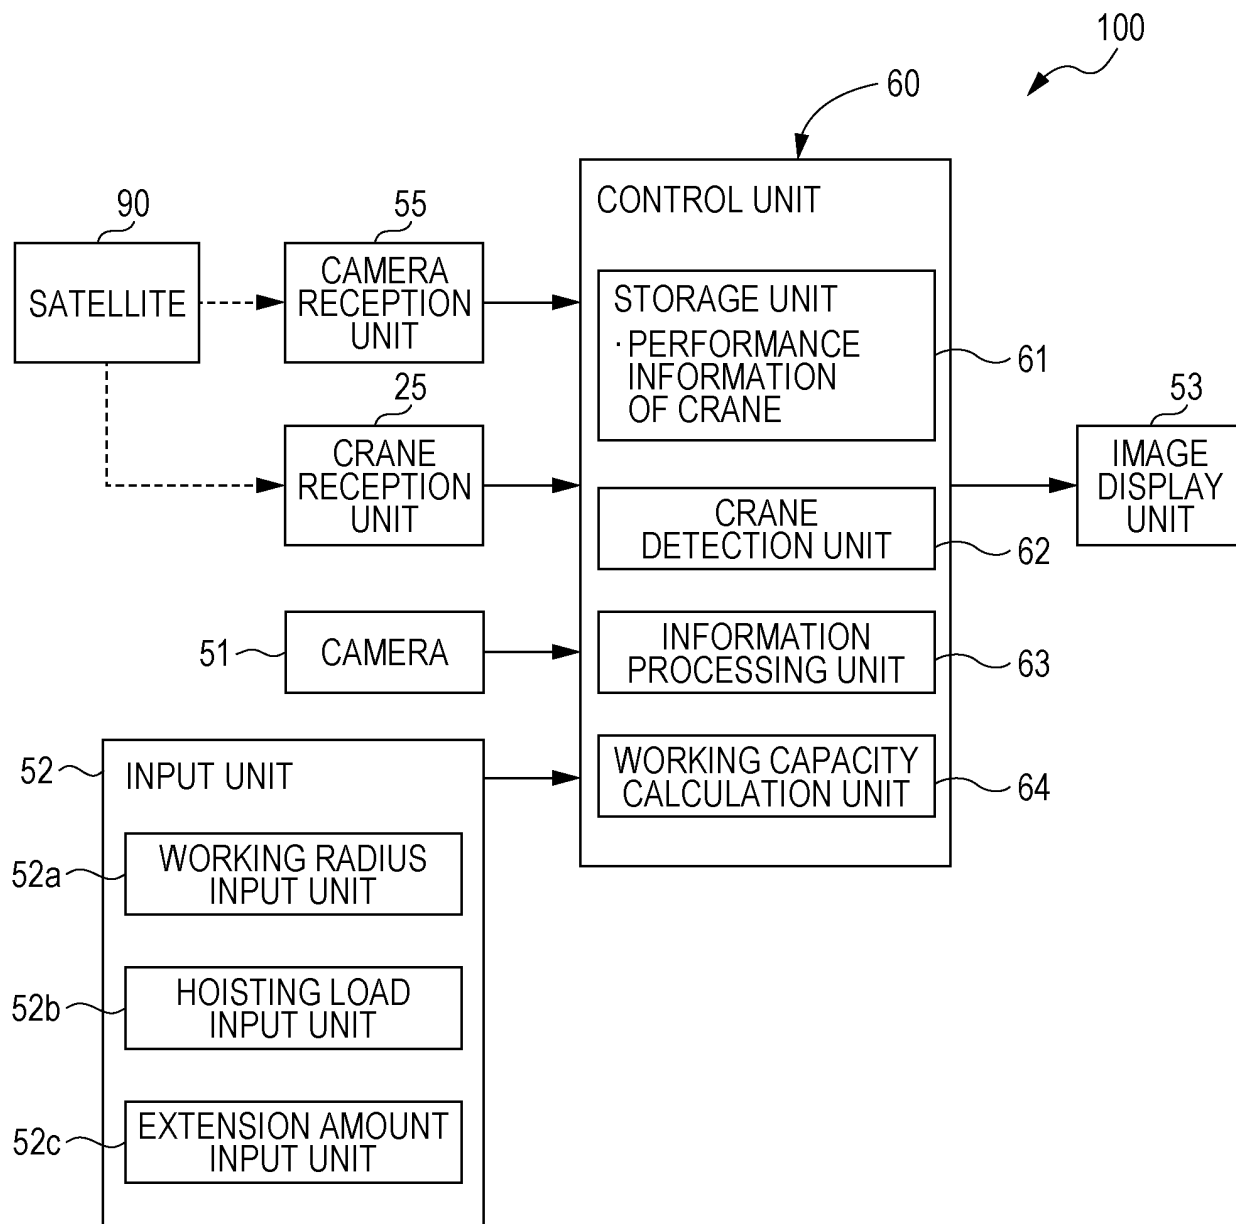 100
60
90
55
SATELLITE
CAMERA
RECEPTION
UNIT
25
CRANE
RECEPTION
UNIT
51
CAMERA
52
INPUT UNIT
52a
WORKING RADIUS
INPUT UNIT
52b
HOISTING LOAD
INPUT UNIT
52c
EXTENSION AMOUNT
INPUT UNIT
CONTROL UNIT
STORAGE UNIT
· PERFORMANCE
INFORMATION
OF CRANE
61
CRANE
DETECTION UNIT
62
INFORMATION
PROCESSING UNIT
63
WORKING CAPACITY
CALCULATION UNIT
64
53
IMAGE
DISPLAY
UNIT